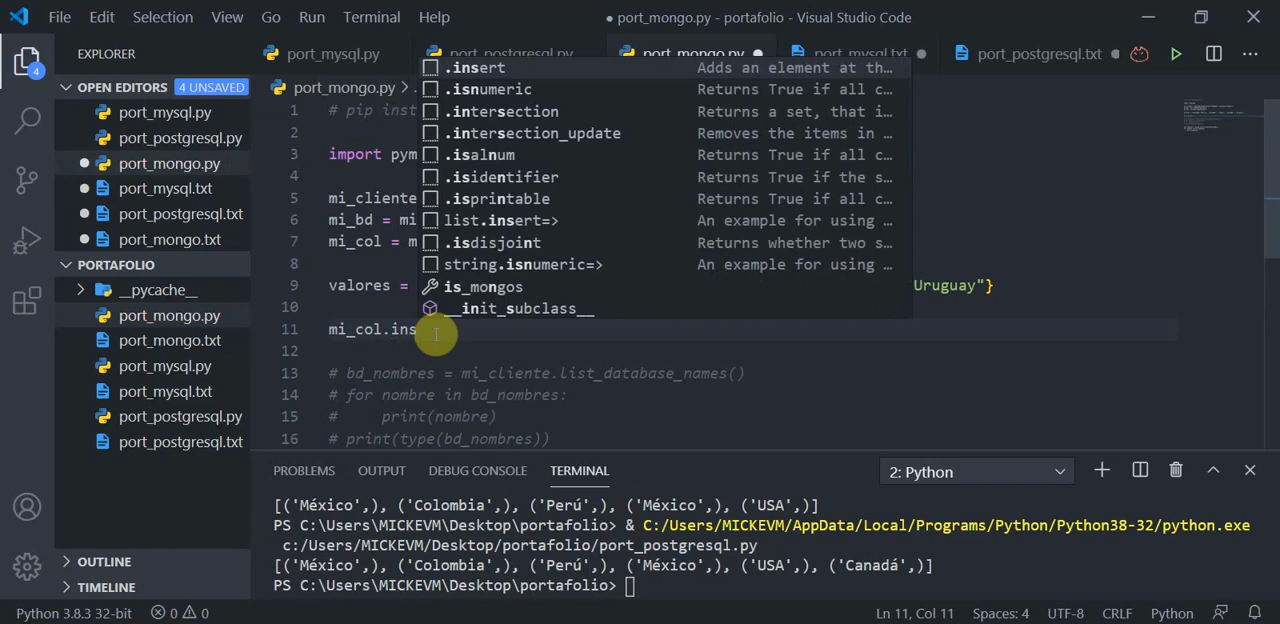 File Edit Selection View Go Run Terminal Help
● port_mongo.py - portafolio - Visual Studio Code
EXPLORER
port_mysql.py
port_postgresql.py
port_mongo.py
port_mysql.txt
port_postgresql.txt
4
OPEN EDITORS 4 UNSAVED
port_mysql.py
port_postgresql.py
port_mongo.py
port_mysql.txt
port_postgresql.txt
port_mongo.txt
PORTAFOLIO
__pycache__
port_mongo.py
port_mongo.txt
port_mysql.py
port_mysql.txt
port_postgresql.py
port_postgresql.txt
OUTLINE
TIMELINE
port_mongo.py > .
1 # pip inst
2
3 import pym
4
5 mi_cliente
6 mi_bd = mi
7 mi_col = m
8
9 valores = Uruguay"}
10
11 mi_col.ins
12
13 # bd_nombres = mi_cliente.list_database_names()
14 # for nombre in bd_nombres:
15 #     print(nombre)
16 # print(type(bd_nombres))
.insert Adds an element at th…
.isnumeric Returns True if all c…
.intersection Returns a set, that i…
.intersection_update Removes the items in …
.isalnum Returns True if all c…
.isidentifier Returns True if the s…
.isprintable Returns True if all c…
list.insert=> An example for using …
.isdisjoint Returns whether two s…
string.isnumeric=> An example for using …
is_mongos
__init_subclass__
PROBLEMS OUTPUT DEBUG CONSOLE TERMINAL
2: Python
[('México',), ('Colombia',), ('Perú',), ('México',), ('USA',)]
PS C:\Users\MICKEVM\Desktop\portafolio> & C:/Users/MICKEVM/AppData/Local/Programs/Python/Python38-32/python.exe
c:/Users/MICKEVM/Desktop/portafolio/port_postgresql.py
[('México',), ('Colombia',), ('Perú',), ('México',), ('USA',), ('Canadá',)]
PS C:\Users\MICKEVM\Desktop\portafolio>
Python 3.8.3 32-bit 0 0
Ln 11, Col 11 Spaces: 4 UTF-8 CRLF Python